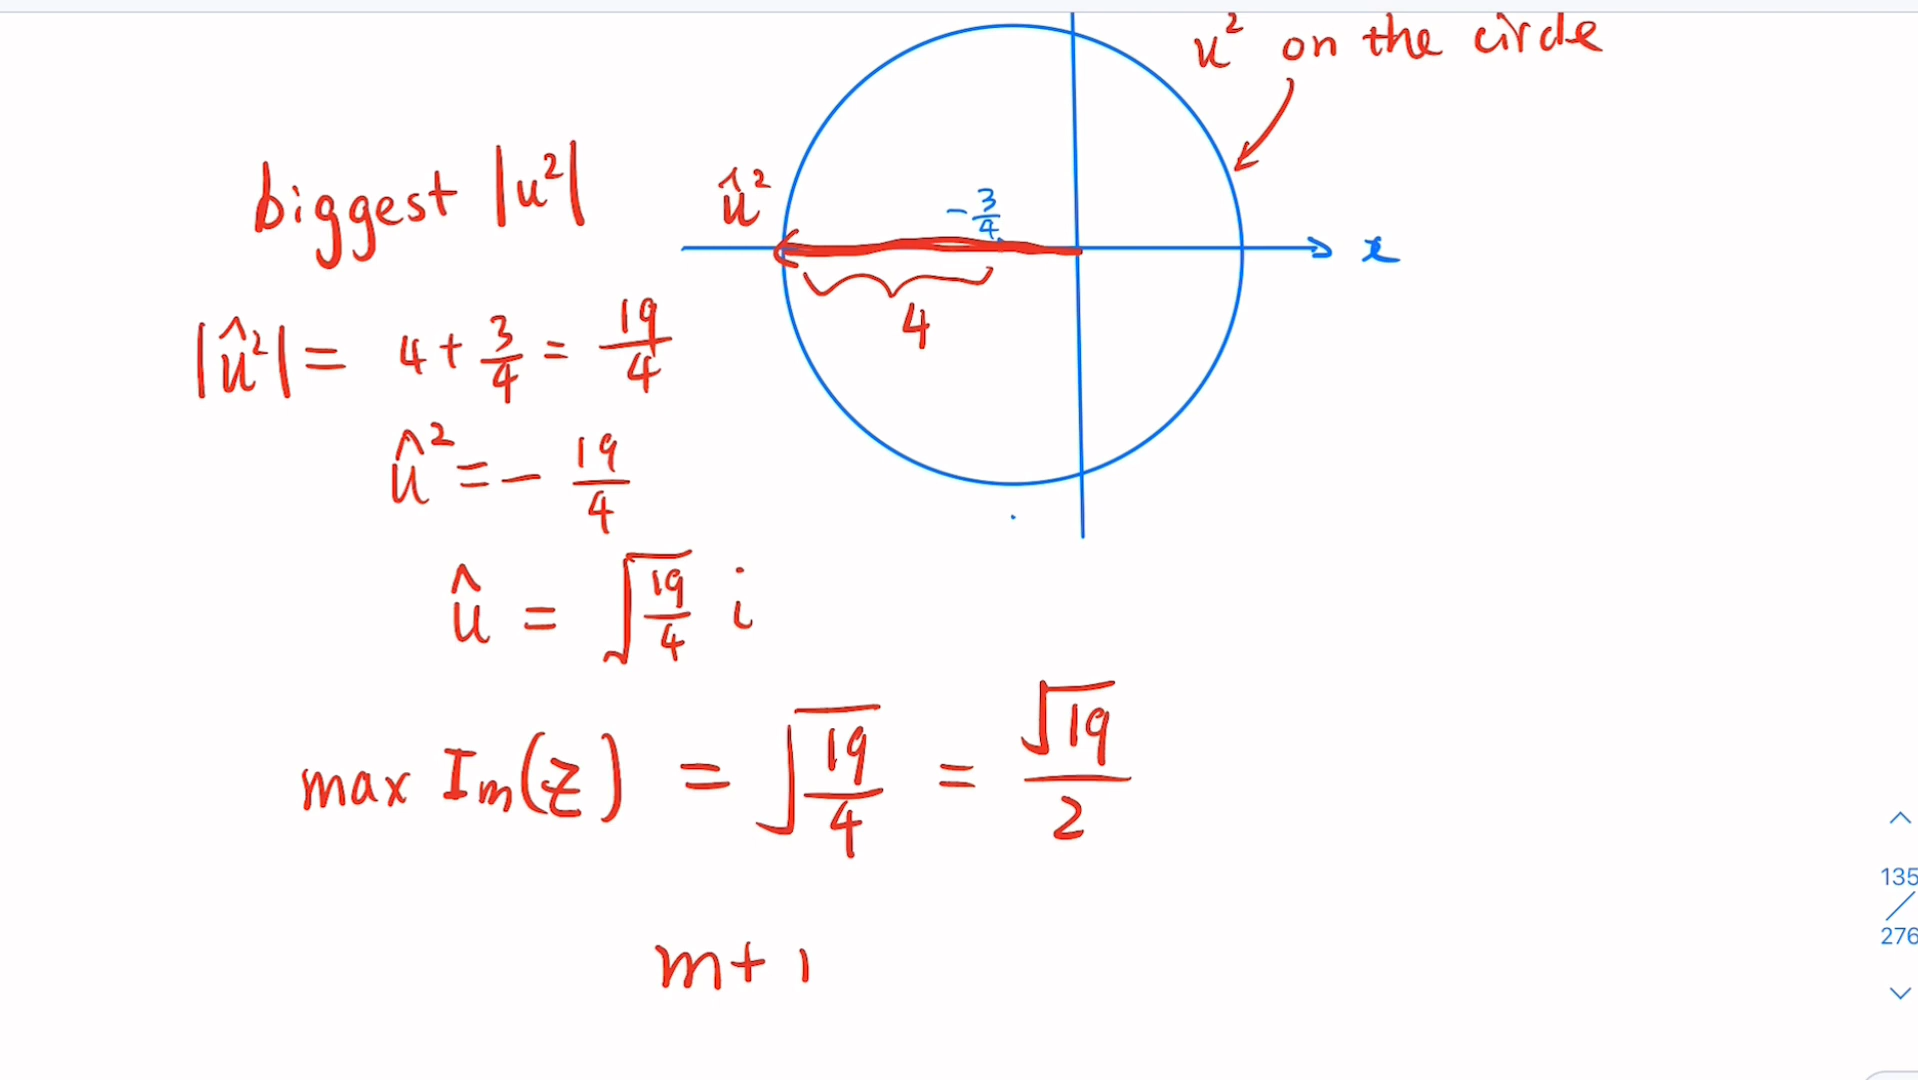 u² on the circle
biggest |u²|
û²
-3/4
x
4
|û²| = 4 + 3/4 = 19/4
û² = - 19/4
û = √(19/4) i
max Im(z) = √(19/4) = √19/2
m + 1
135
/
276